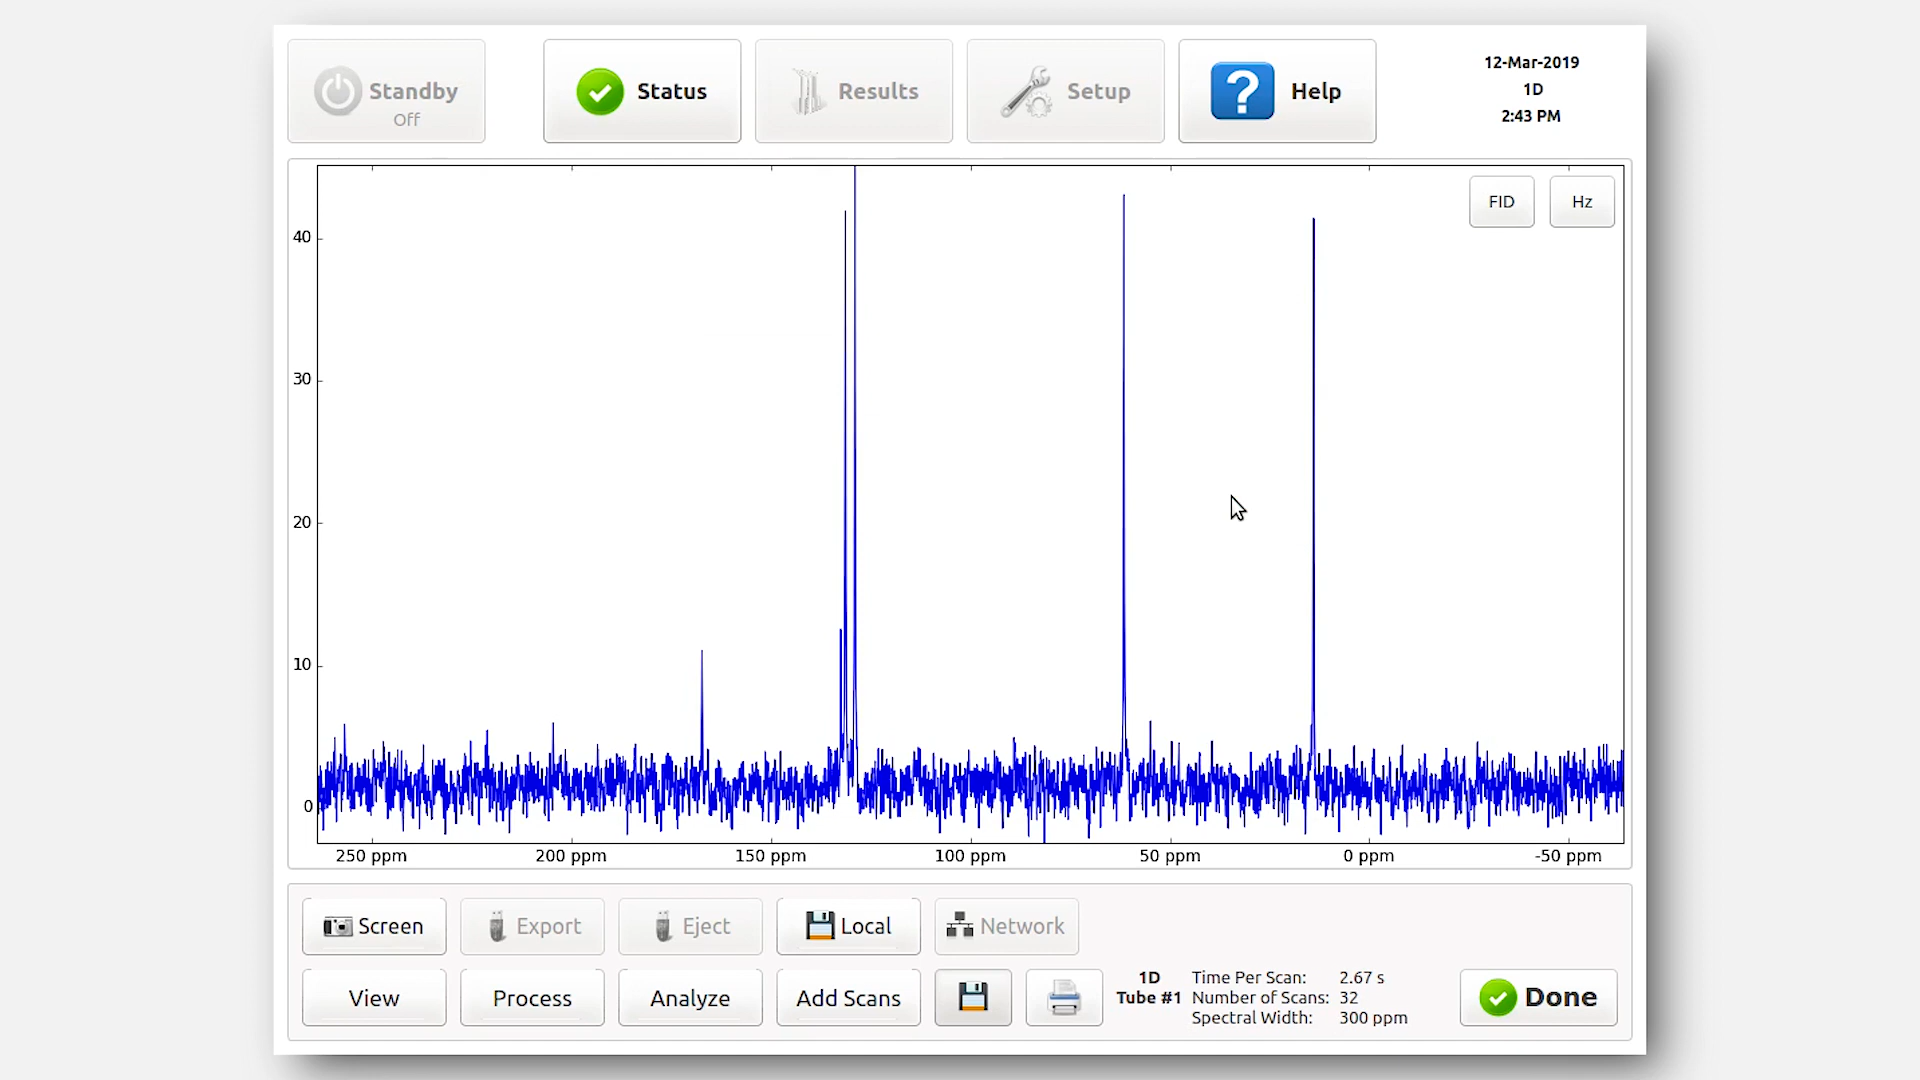 Standby
Off
Status
Results
Setup
Help
12-Mar-2019
1D
2:43 PM
FID
Hz
40
30
20
10
0
250 ppm
200 ppm
150 ppm
100 ppm
50 ppm
0 ppm
-50 ppm
Screen
Export
Eject
Local
Network
View
Process
Analyze
Add Scans
1D
Tube #1
Time Per Scan: 2.67 s
Number of Scans: 32
Spectral Width: 300 ppm
Done